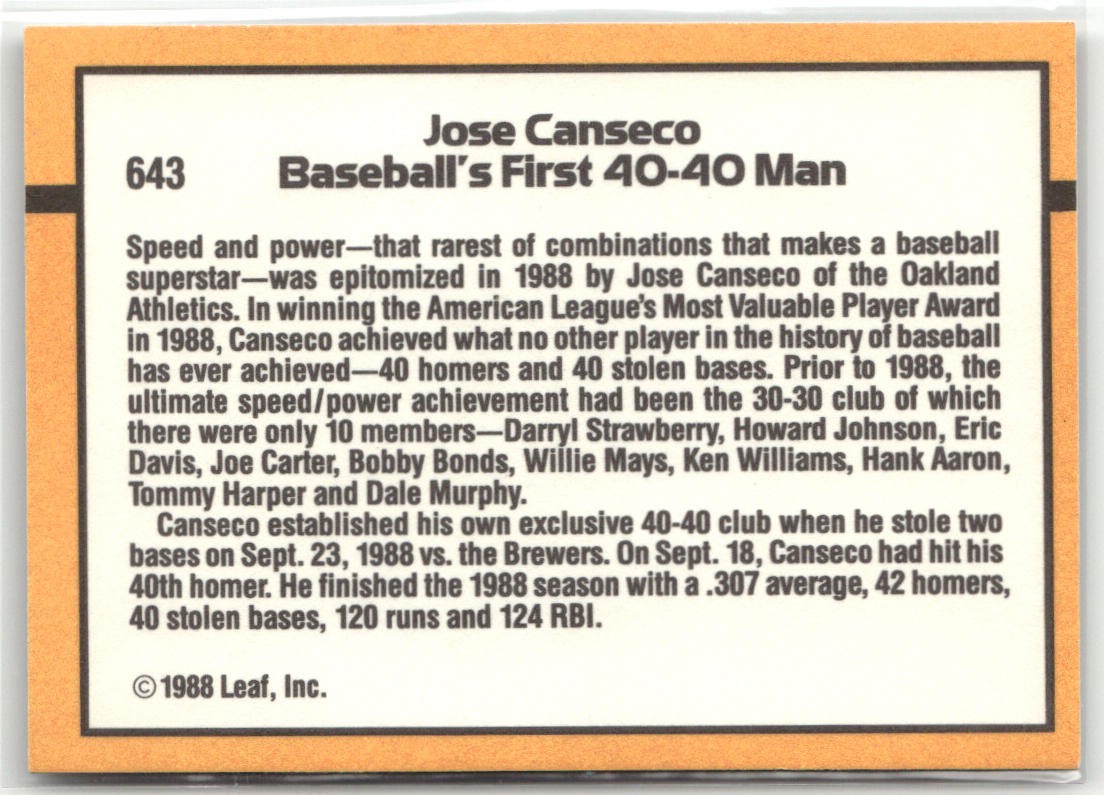 Jose Canseco
643 Baseball's First 40-40 Man
Speed and power—that rarest of combinations that makes a baseball
superstar—was epitomized in 1988 by Jose Canseco of the Oakland
Athletics. In winning the American League's Most Valuable Player Award
in 1988, Canseco achieved what no other player in the history of baseball
has ever achieved—40 homers and 40 stolen bases. Prior to 1988, the
ultimate speed/power achievement had been the 30-30 club of which
there were only 10 members—Darryl Strawberry, Howard Johnson, Eric
Davis, Joe Carter, Bobby Bonds, Willie Mays, Ken Williams, Hank Aaron,
Tommy Harper and Dale Murphy.
Canseco established his own exclusive 40-40 club when he stole two
bases on Sept. 23, 1988 vs. the Brewers. On Sept. 18, Canseco had hit his
40th homer. He finished the 1988 season with a .307 average, 42 homers,
40 stolen bases, 120 runs and 124 RBI.
©1988 Leaf, Inc.